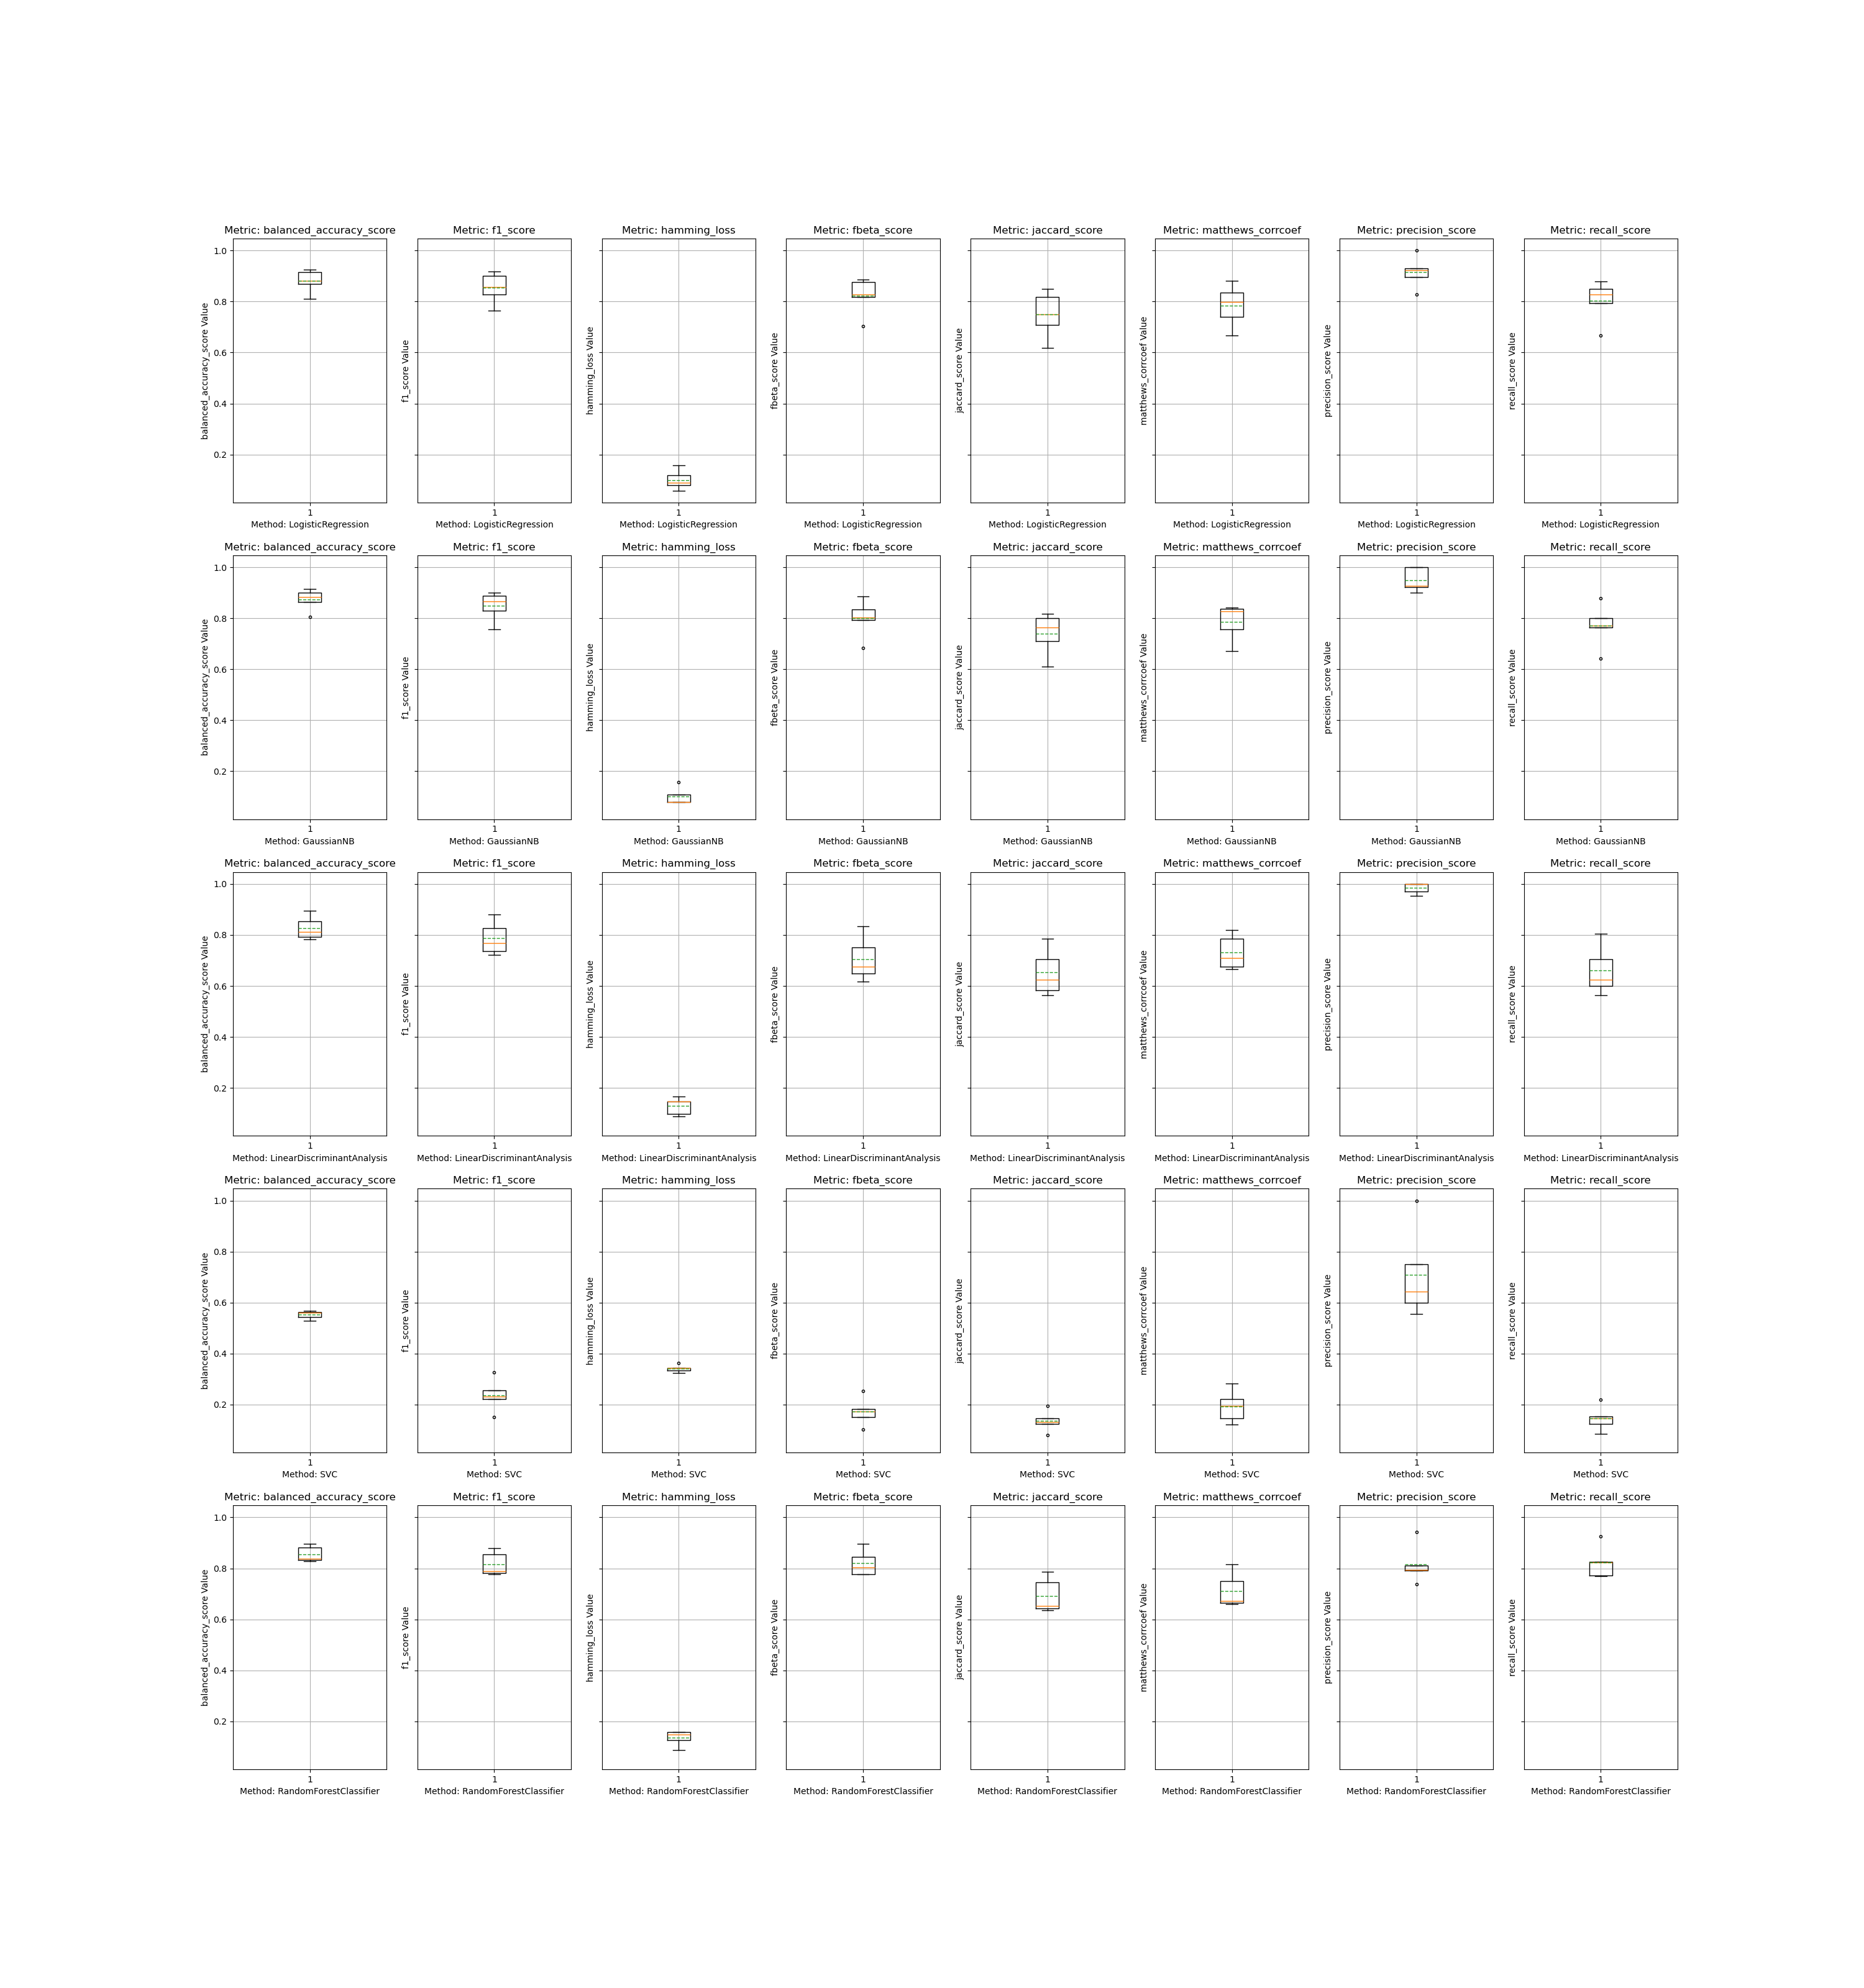 Metric: balanced_accuracy_score Metric: f1_score Metric: hamming_loss Metric: fbeta_score Metric: jaccard_score Metric: matthews_corrcoef Metric: precision_score Metric: recall_score
1.0
0.8
0.6
0.4
0.2
balanced_accuracy_score Value
f1_score Value
hamming_loss Value
fbeta_score Value
jaccard_score Value
matthews_corrcoef Value
precision_score Value
recall_score Value
1 1 1 1 1 1 1 1
Method: LogisticRegression Method: LogisticRegression Method: LogisticRegression Method: LogisticRegression Method: LogisticRegression Method: LogisticRegression Method: LogisticRegression Method: LogisticRegression
Metric: balanced_accuracy_score Metric: f1_score Metric: hamming_loss Metric: fbeta_score Metric: jaccard_score Metric: matthews_corrcoef Metric: precision_score Metric: recall_score
1.0
0.8
0.6
0.4
0.2
balanced_accuracy_score Value
f1_score Value
hamming_loss Value
fbeta_score Value
jaccard_score Value
matthews_corrcoef Value
precision_score Value
recall_score Value
1 1 1 1 1 1 1 1
Method: GaussianNB Method: GaussianNB Method: GaussianNB Method: GaussianNB Method: GaussianNB Method: GaussianNB Method: GaussianNB Method: GaussianNB
Metric: balanced_accuracy_score Metric: f1_score Metric: hamming_loss Metric: fbeta_score Metric: jaccard_score Metric: matthews_corrcoef Metric: precision_score Metric: recall_score
1.0
0.8
0.6
0.4
0.2
balanced_accuracy_score Value
f1_score Value
hamming_loss Value
fbeta_score Value
jaccard_score Value
matthews_corrcoef Value
precision_score Value
recall_score Value
1 1 1 1 1 1 1 1
Method: LinearDiscriminantAnalysis Method: LinearDiscriminantAnalysis Method: LinearDiscriminantAnalysis Method: LinearDiscriminantAnalysis Method: LinearDiscriminantAnalysis Method: LinearDiscriminantAnalysis Method: LinearDiscriminantAnalysis Method: LinearDiscriminantAnalysis
Metric: balanced_accuracy_score Metric: f1_score Metric: hamming_loss Metric: fbeta_score Metric: jaccard_score Metric: matthews_corrcoef Metric: precision_score Metric: recall_score
1.0
0.8
0.6
0.4
0.2
balanced_accuracy_score Value
f1_score Value
hamming_loss Value
fbeta_score Value
jaccard_score Value
matthews_corrcoef Value
precision_score Value
recall_score Value
1 1 1 1 1 1 1 1
Method: SVC Method: SVC Method: SVC Method: SVC Method: SVC Method: SVC Method: SVC Method: SVC
Metric: balanced_accuracy_score Metric: f1_score Metric: hamming_loss Metric: fbeta_score Metric: jaccard_score Metric: matthews_corrcoef Metric: precision_score Metric: recall_score
1.0
0.8
0.6
0.4
0.2
balanced_accuracy_score Value
f1_score Value
hamming_loss Value
fbeta_score Value
jaccard_score Value
matthews_corrcoef Value
precision_score Value
recall_score Value
1 1 1 1 1 1 1 1
Method: RandomForestClassifier Method: RandomForestClassifier Method: RandomForestClassifier Method: RandomForestClassifier Method: RandomForestClassifier Method: RandomForestClassifier Method: RandomForestClassifier Method: RandomForestClassifier